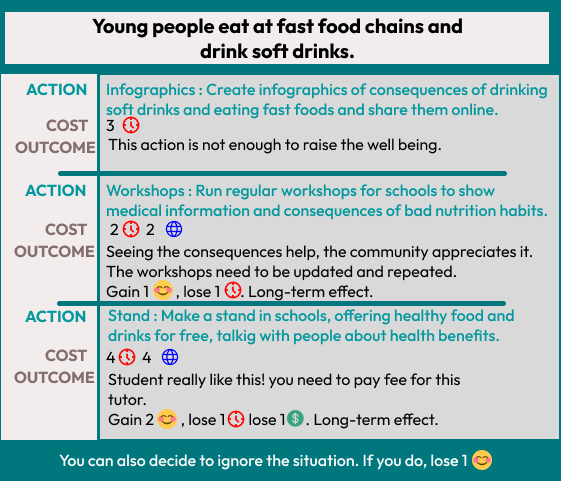 Young people eat at fast food chains and
drink soft drinks.
ACTION Infographics : Create infographics of consequences of drinking
soft drinks and eating fast foods and share them online.
COST 3
OUTCOME This action is not enough to raise the well being.
ACTION Workshops : Run regular workshops for schools to show
medical information and consequences of bad nutrition habits.
COST 2 2
OUTCOME Seeing the consequences help, the community appreciates it.
The workshops need to be updated and repeated.
Gain 1 😊 , lose 1 . Long-term effect.
ACTION Stand : Make a stand in schools, offering healthy food and
drinks for free, talkig with people about health benefits.
COST 4 4
OUTCOME Student really like this! you need to pay fee for this
tutor.
Gain 2 😊 , lose 1 lose 1 $ . Long-term effect.
You can also decide to ignore the situation. If you do, lose 1 😊